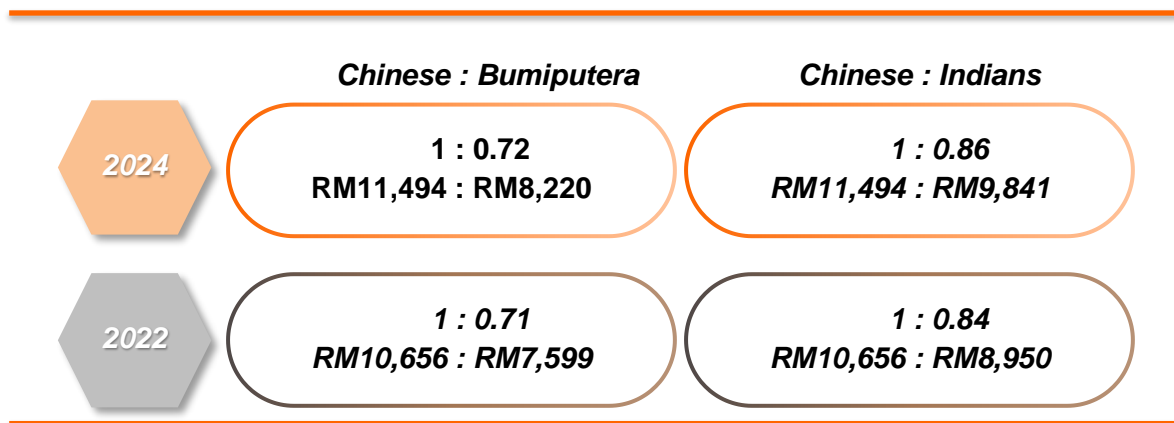 Chinese : Bumiputera
Chinese : Indians
2024
1 : 0.72
RM11,494 : RM8,220
1 : 0.86
RM11,494 : RM9,841
2022
1 : 0.71
RM10,656 : RM7,599
1 : 0.84
RM10,656 : RM8,950